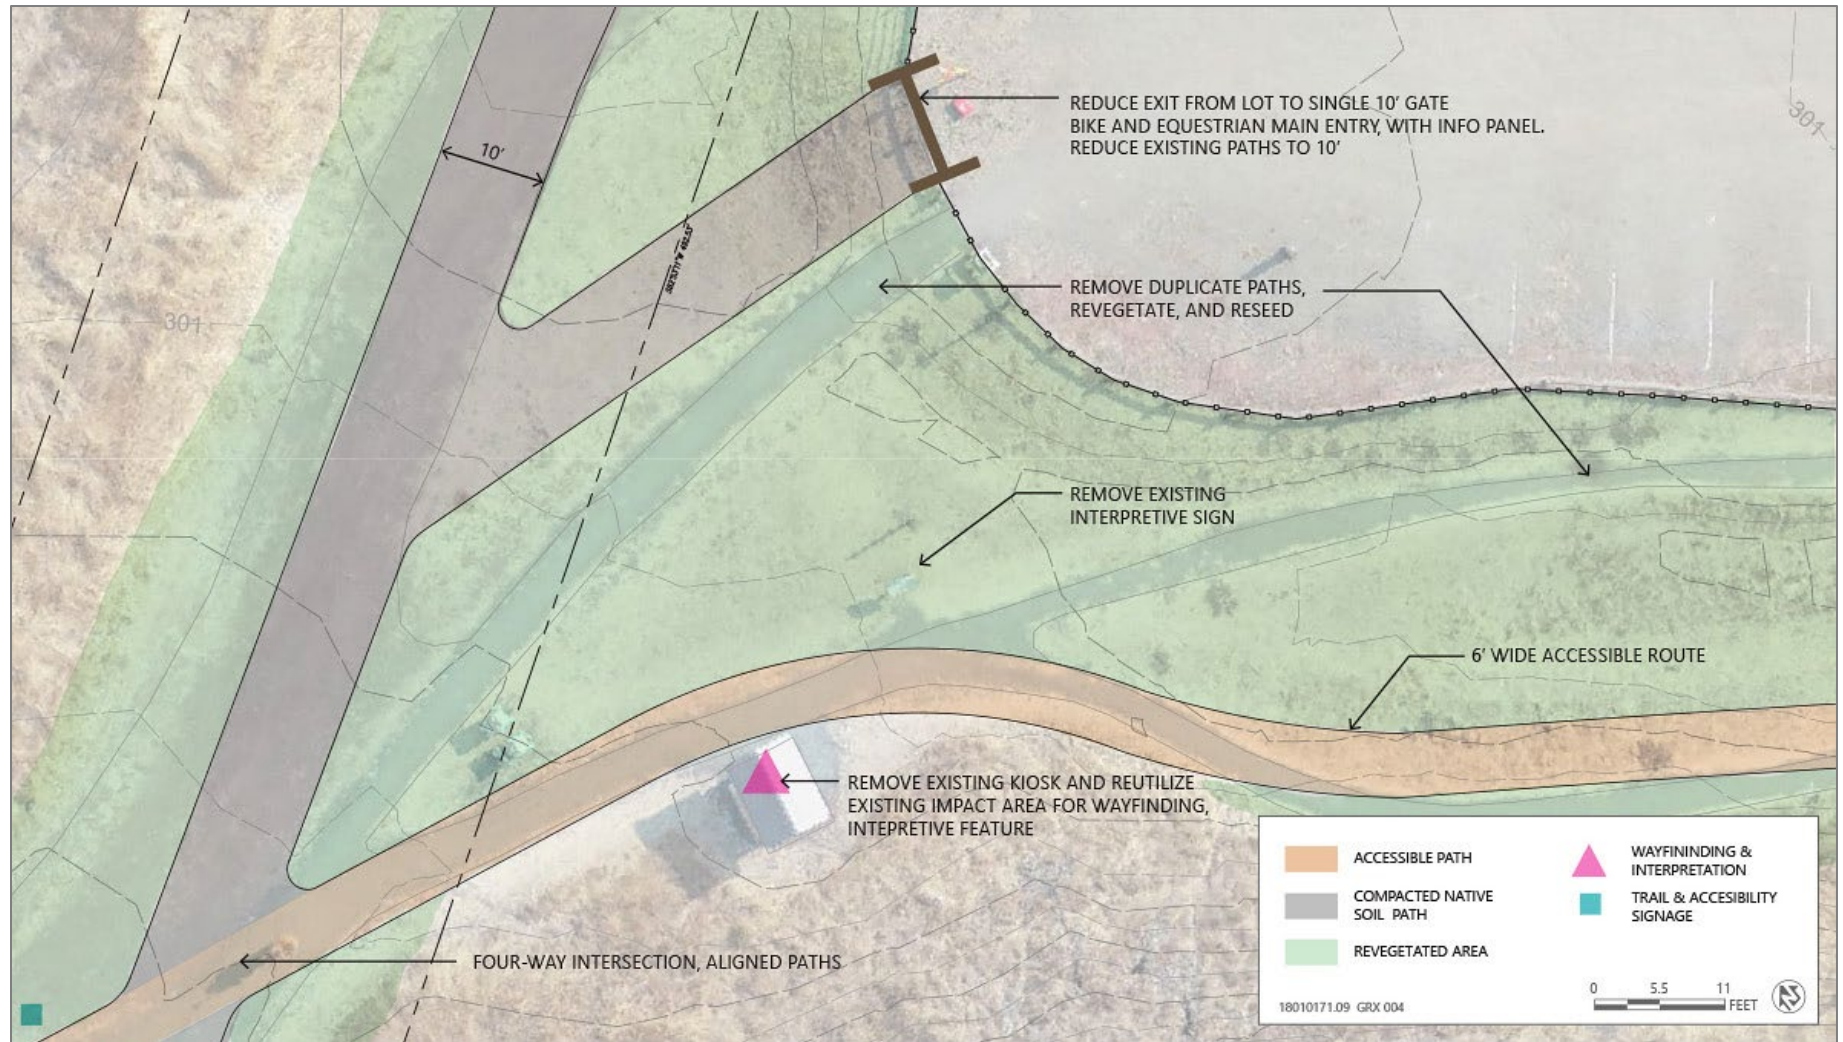 REDUCE EXIT FROM LOT TO SINGLE 10' GATE
BIKE AND EQUESTRIAN MAIN ENTRY, WITH INFO PANEL.
REDUCE EXISTING PATHS TO 10'
301
10'
REMOVE DUPLICATE PATHS,
REVEGETATE, AND RESEED
301
REMOVE EXISTING
INTERPRETIVE SIGN
6' WIDE ACCESSIBLE ROUTE
REMOVE EXISTING KIOSK AND REUTILIZE
EXISTING IMPACT AREA FOR WAYFINDING,
INTEPRETIVE FEATURE
FOUR-WAY INTERSECTION, ALIGNED PATHS
ACCESSIBLE PATH
COMPACTED NATIVE
SOIL PATH
REVEGETATED AREA
WAYFININDING &
INTERPRETATION
TRAIL & ACCESIBILITY
SIGNAGE
0 5.5 11
FEET
N
18010171.09 GRX 004